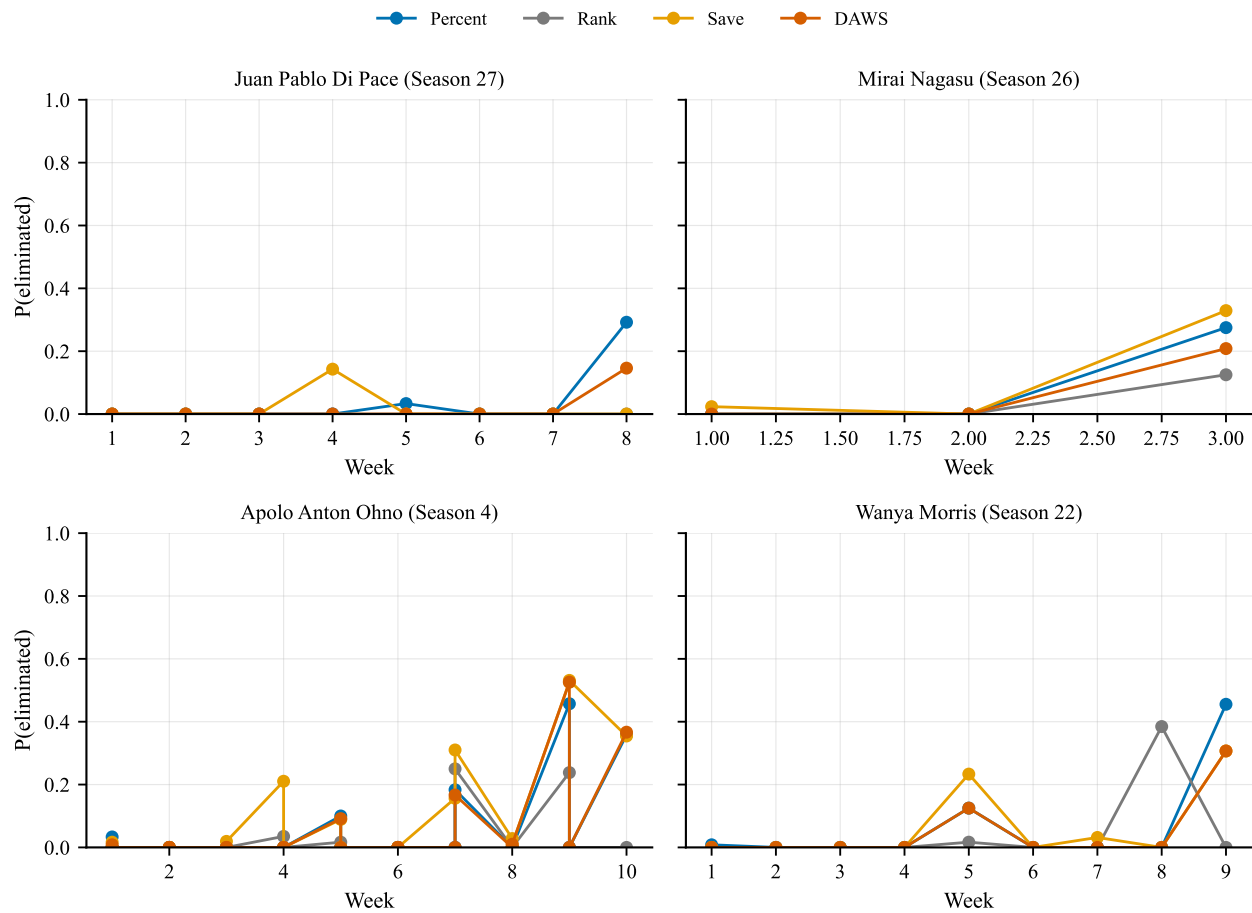 Percent Rank Save DAWS
Juan Pablo Di Pace (Season 27) Mirai Nagasu (Season 26)
1.0
0.8
0.6
0.4
0.2
0.0
P(eliminated)
1 2 3 4 5 6 7 8
1.00 1.25 1.50 1.75 2.00 2.25 2.50 2.75 3.00
Week Week
Apolo Anton Ohno (Season 4) Wanya Morris (Season 22)
1.0
0.8
0.6
0.4
0.2
0.0
P(eliminated)
2 4 6 8 10
1 2 3 4 5 6 7 8 9
Week Week